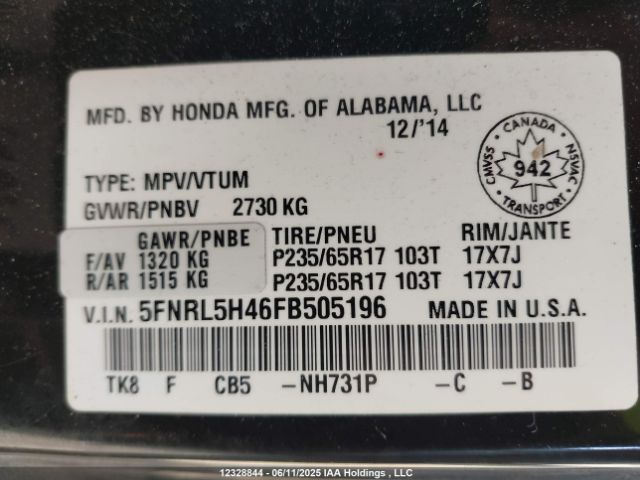 MFD. BY HONDA MFG. OF ALABAMA, LLC
12/'14
CANADA
CMVSS 942 NSVAC
TRANSPORT
TYPE: MPV/VTUM
GVWR/PNBV 2730 KG
GAWR/PNBE TIRE/PNEU RIM/JANTE
F/AV 1320 KG P235/65R17 103T 17X7J
R/AR 1515 KG P235/65R17 103T 17X7J
V.I.N. 5FNRL5H46FB505196 MADE IN U.S.A.
TK8 F CB5 -NH731P -C -B
12328844 - 06/11/2025 IAA Holdings , LLC